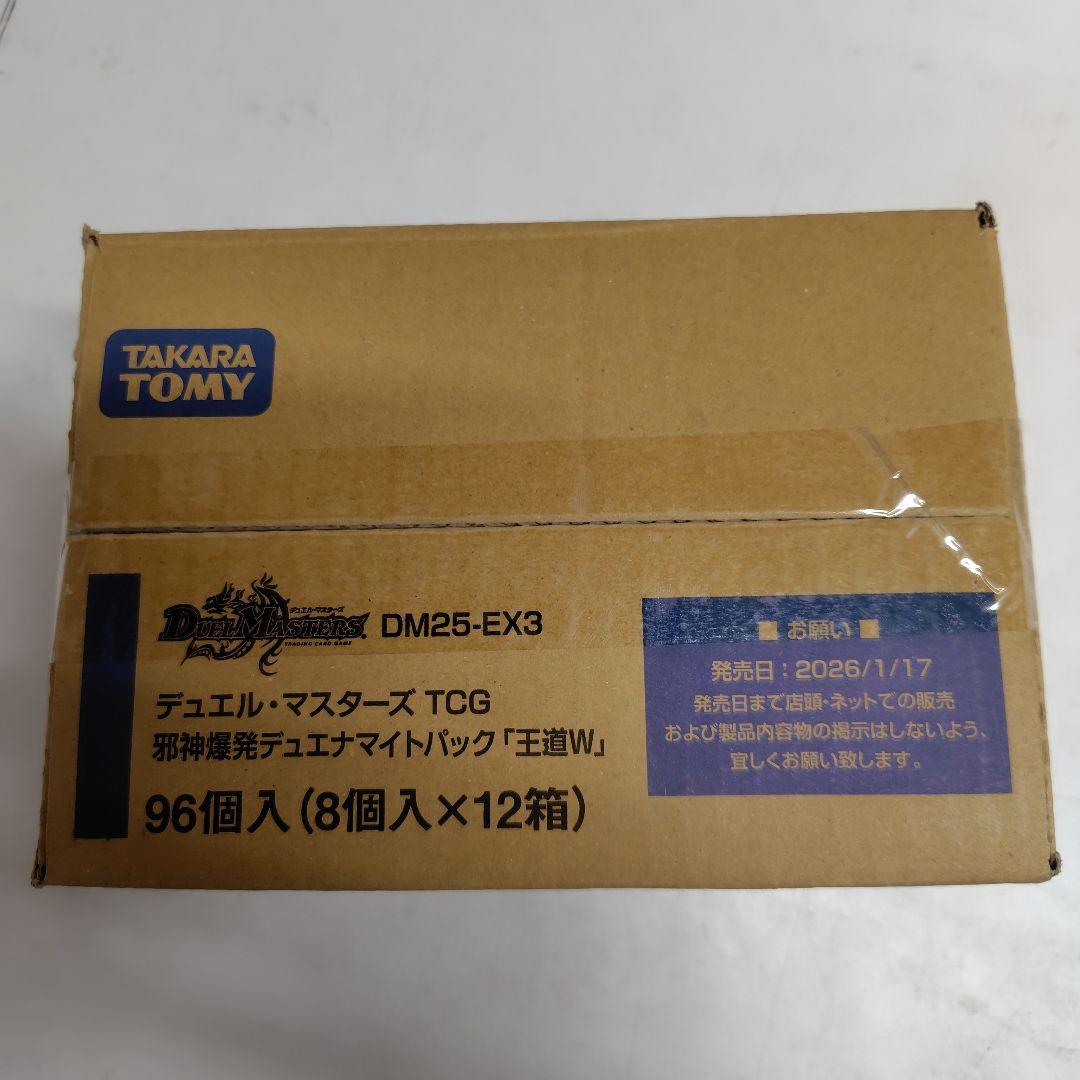 TAKARA
TOMY
デュエル・マスターズ
DUEL MASTERS
TRADING CARD GAME
DM25-EX3
デュエル・マスターズ TCG
邪神爆発デュエナマイトパック「王道W」
96個入(8個入×12箱)
■ お願い ■
発売日:2026/1/17
発売日まで店頭・ネットでの販売
および製品内容物の掲示はしないよう、
宜しくお願い致します。